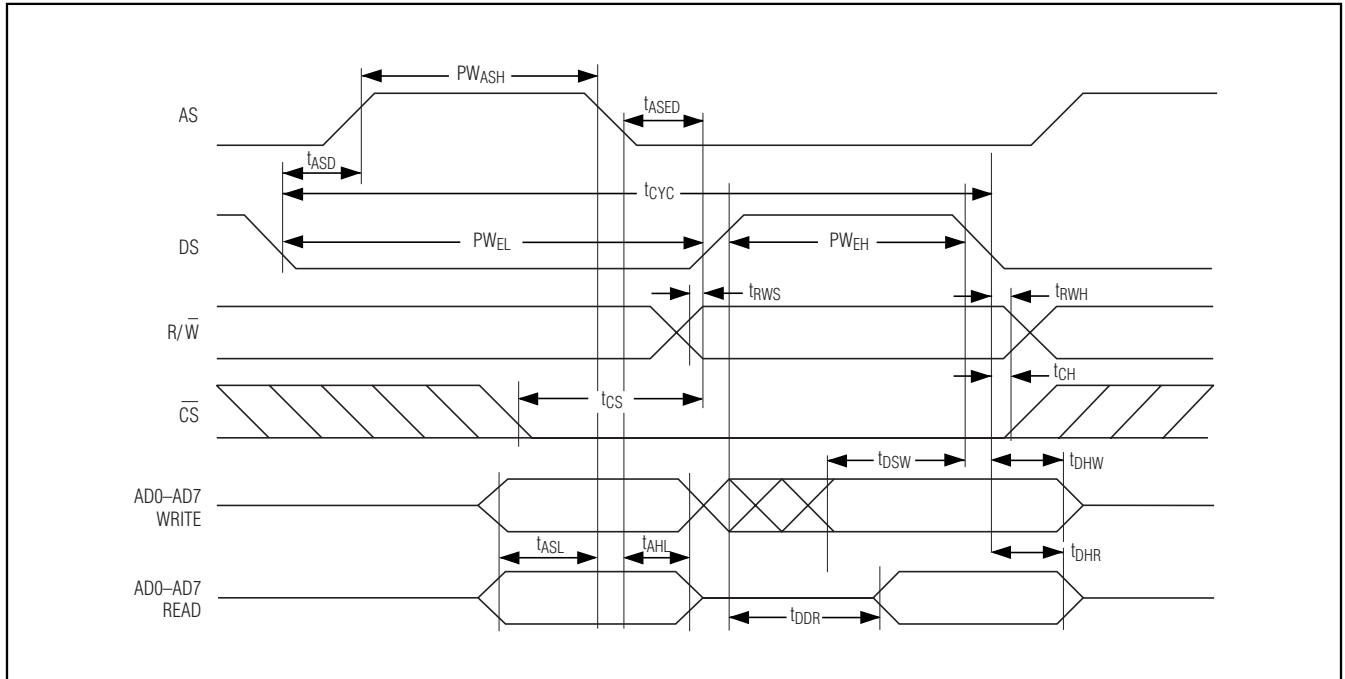 PWASH
AS
tASED
tASD
tCYC
DS
PWEL
PWEH
tRWS
tRWH
R/W̅
tCH
C̅S̅
tCS
tDSW
tDHW
AD0–AD7
WRITE
tASL
tAHL
tDHR
AD0–AD7
READ
tDDR